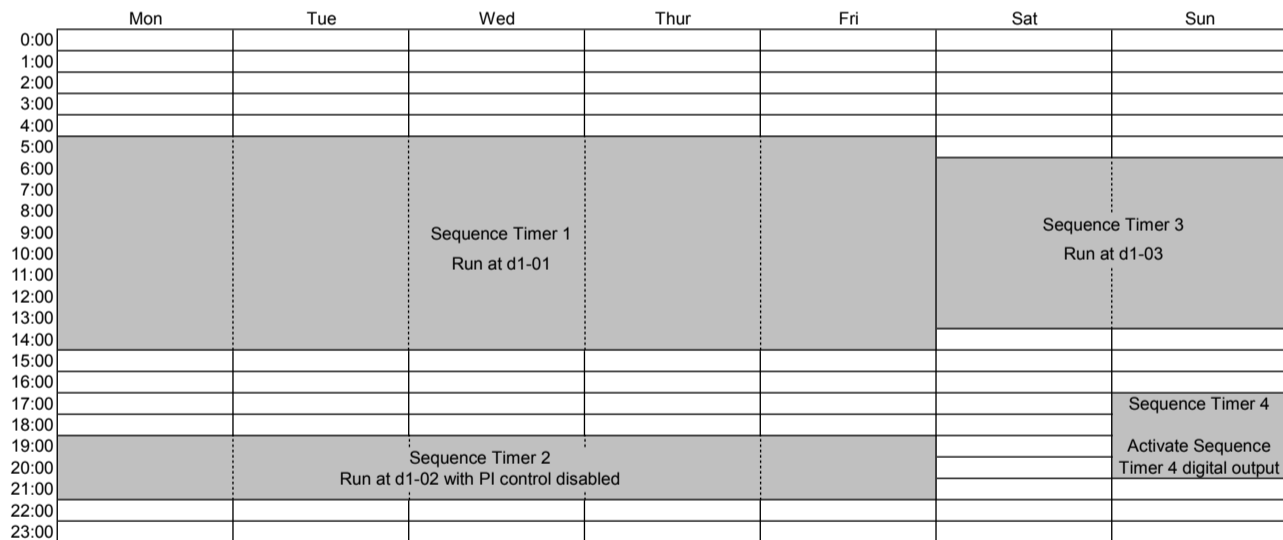 Mon Tue Wed Thur Fri Sat Sun
0:00
1:00
2:00
3:00
4:00
5:00
6:00
7:00
8:00
9:00
10:00
11:00
12:00
13:00
14:00
15:00
16:00
17:00
18:00
19:00
20:00
21:00
22:00
23:00
Sequence Timer 1
Run at d1-01
Sequence Timer 2
Run at d1-02 with PI control disabled
Sequence Timer 3
Run at d1-03
Sequence Timer 4
Activate Sequence
Timer 4 digital output